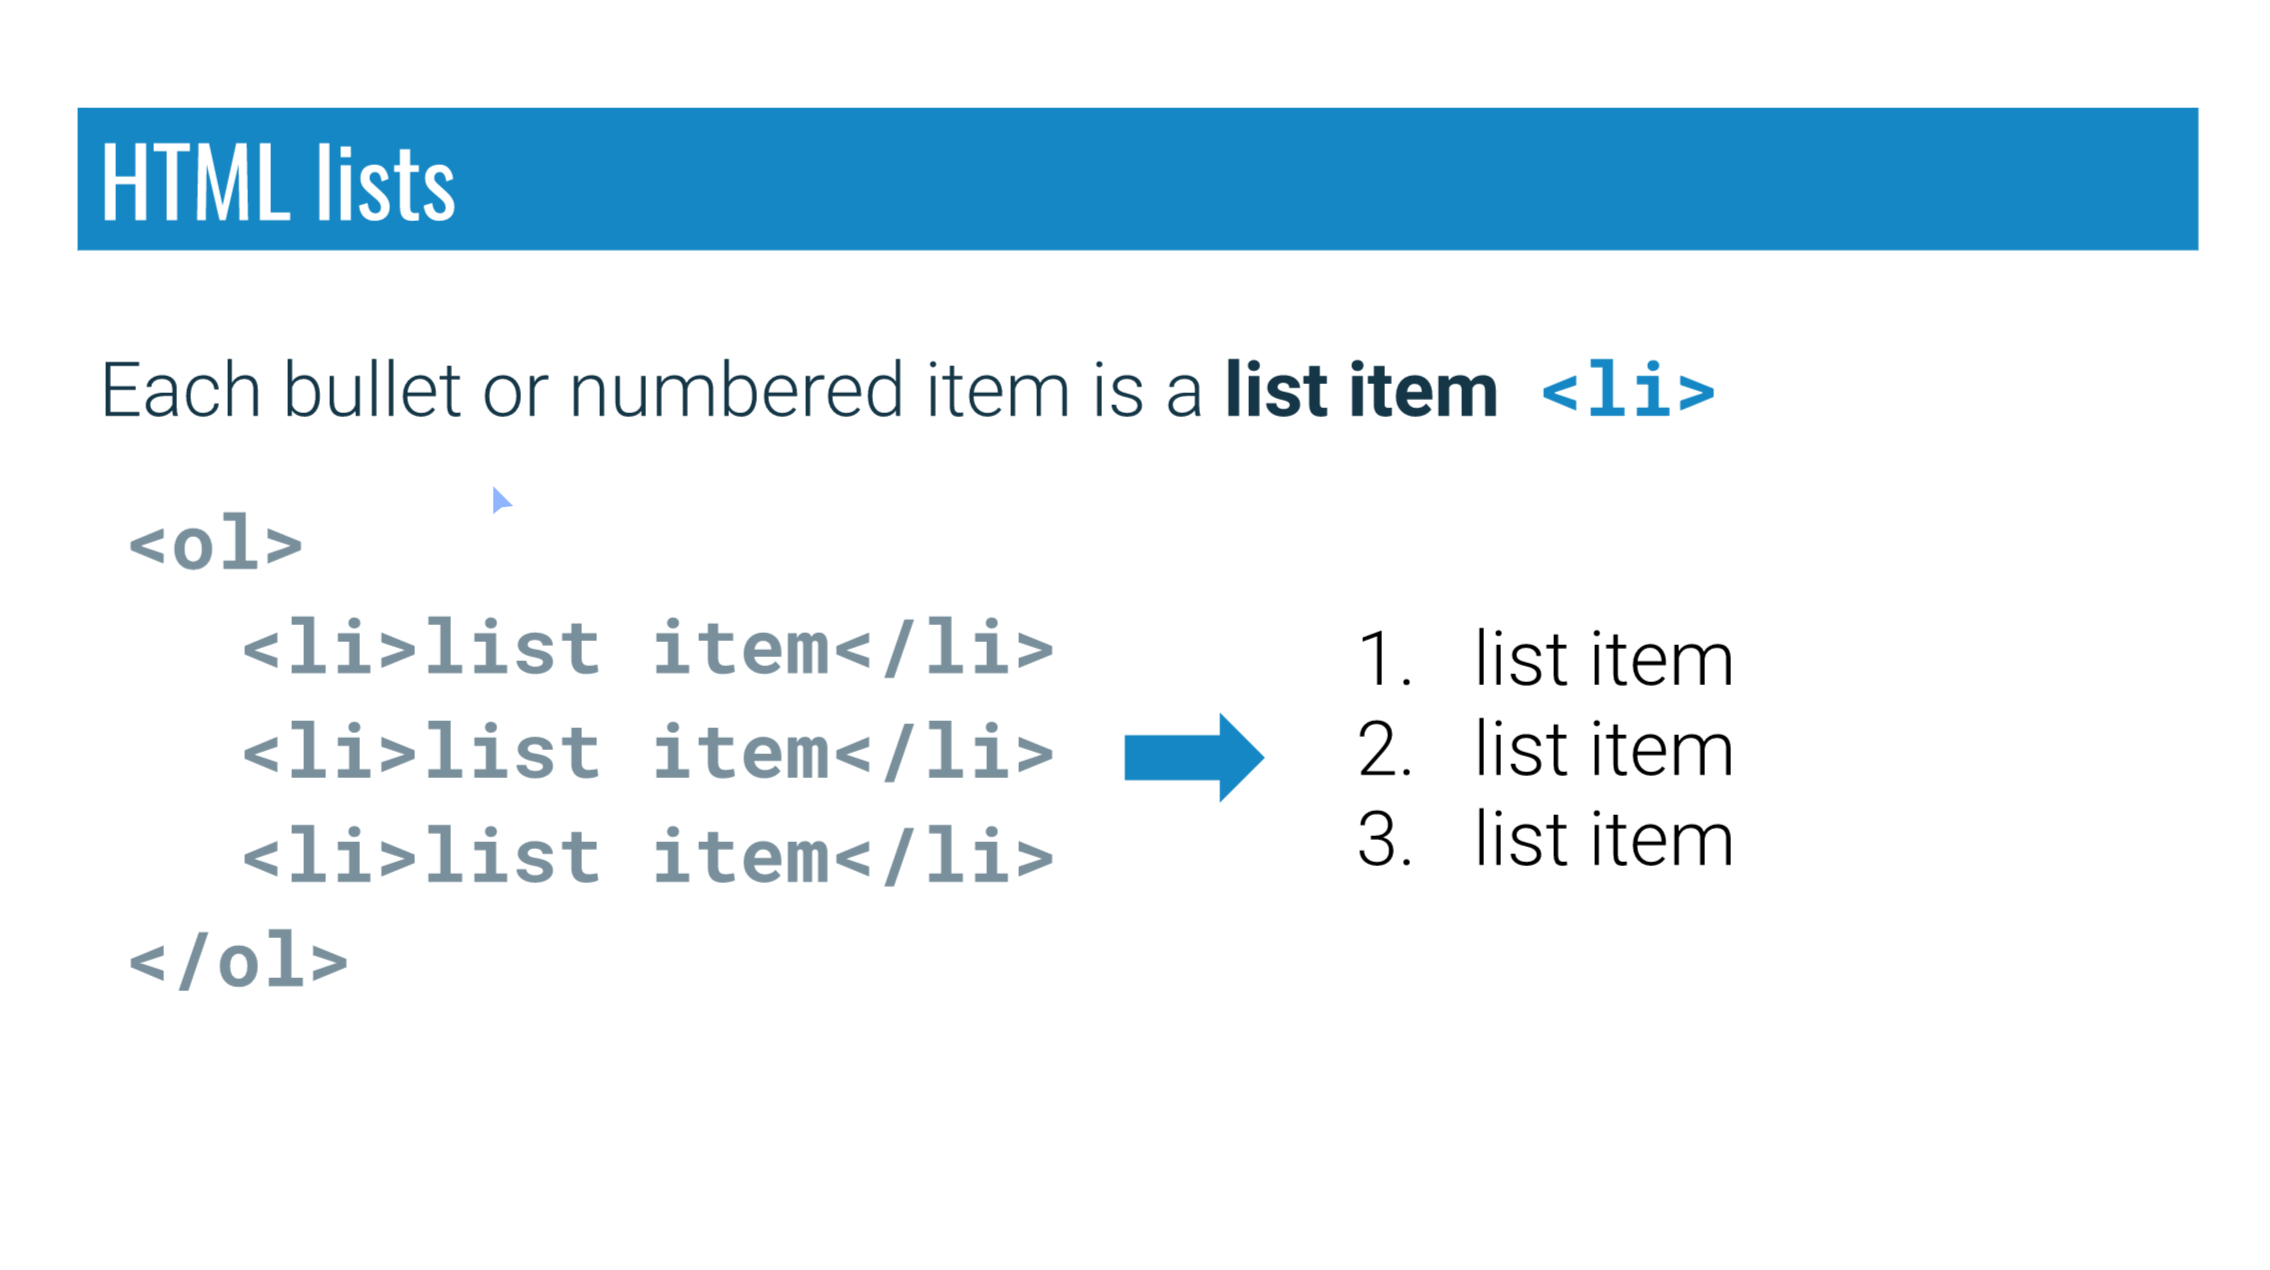 HTML lists
Each bullet or numbered item is a list item <li>
<ol>
<li>list item</li>
<li>list item</li>
<li>list item</li>
</ol>
1. list item
2. list item
3. list item